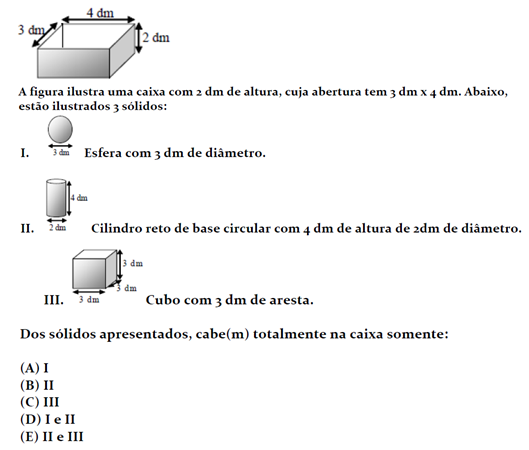 4 dm
3 dm
2 dm
A figura ilustra uma caixa com 2 dm de altura, cuja abertura tem 3 dm x 4 dm. Abaixo,
estão ilustrados 3 sólidos:
I. 3 dm Esfera com 3 dm de diâmetro.
4 dm
II. 2 dm Cilindro reto de base circular com 4 dm de altura de 2dm de diâmetro.
3 dm
3 dm
III. 3 dm Cubo com 3 dm de aresta.
Dos sólidos apresentados, cabe(m) totalmente na caixa somente:
(A) I
(B) II
(C) III
(D) I e II
(E) II e III